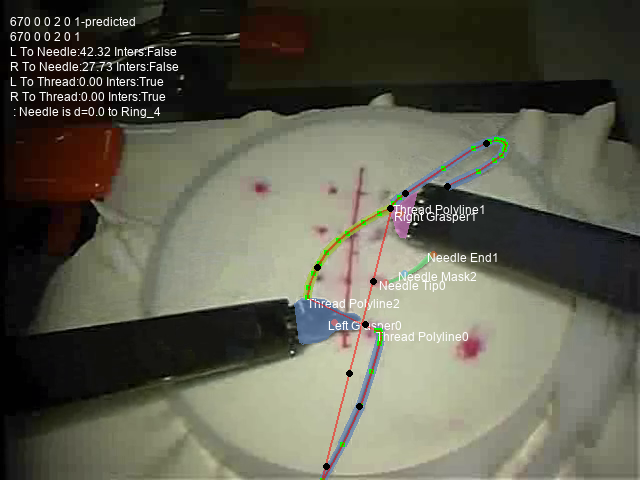 670 0 0 2 0 1-predicted
670 0 0 2 0 1
L To Needle:42.32 Inters:False
R To Needle:27.73 Inters:False
L To Thread:0.00 Inters:True
R To Thread:0.00 Inters:True
: Needle is d=0.0 to Ring_4
Thread Polyline1
Right Grasper1
Needle End1
Needle Mask2
Needle Tip0
Thread Polyline2
Left Grasper0
Thread Polyline0